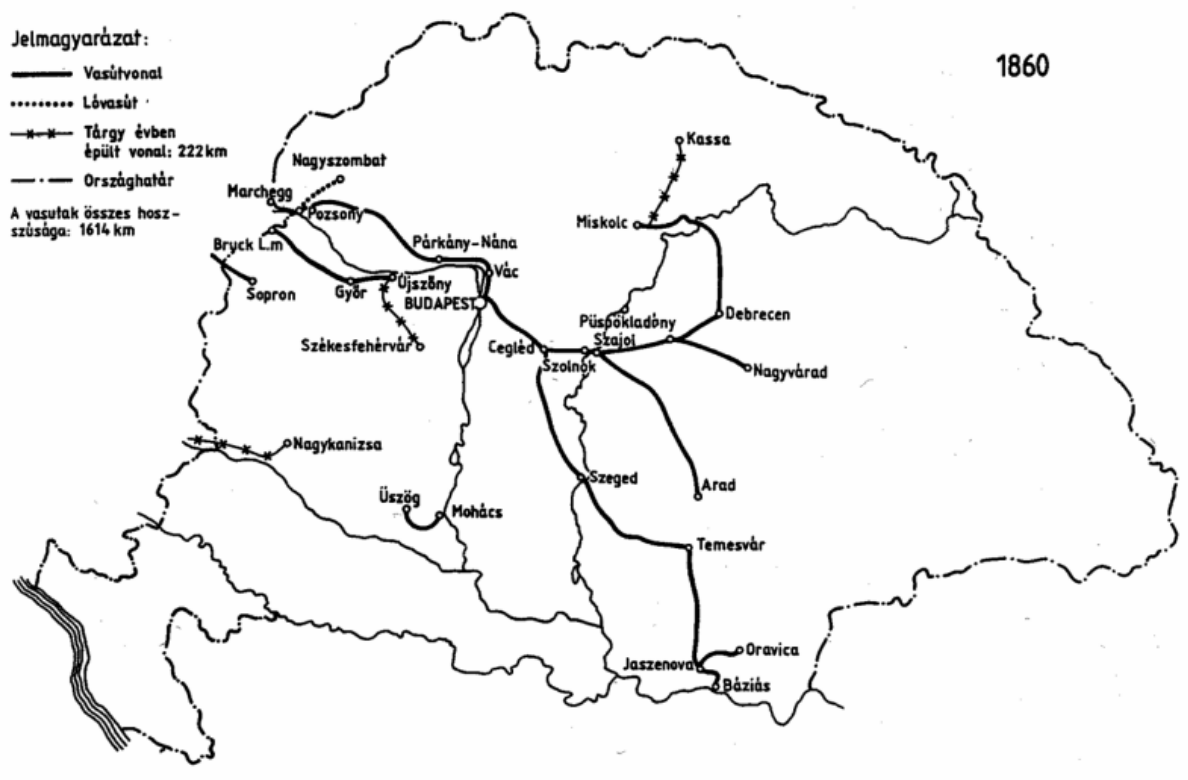 Jelmagyarázat:
Vasútvonal
Lóvasút
Tárgy évben
épült vonal: 222km
Országhatár
A vasutak összes hosz-
szúsága: 1614 km
1860
Kassa
Nagyszombat
Marchegg
Pozsony
Miskolc
Bruck L.m
Párkány-Nána
Vác
Sopron
Győr
Újszőny
BUDAPEST
Debrecen
Püspökladány
Szajol
Székesfehérvár
Cegléd
Szolnok
Nagyvárad
Nagykanizsa
Szeged
Arad
Üszög
Mohács
Temesvár
Oravica
Jaszenova
Báziás